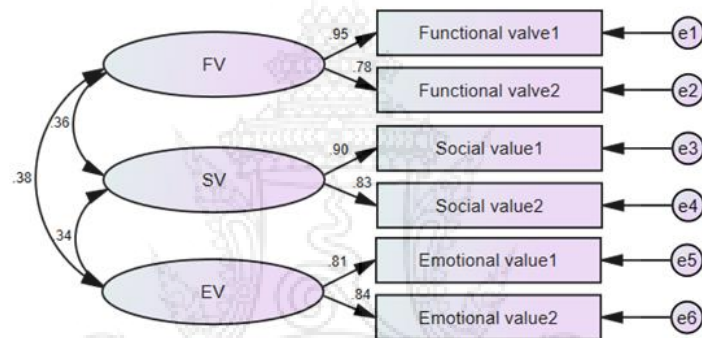 .95
Functional valve1
e1
FV
.78
Functional valve2
e2
.36
.90
Social value1
e3
.38
SV
.83
Social value2
e4
.34
.81
Emotional value1
e5
EV
.84
Emotional value2
e6